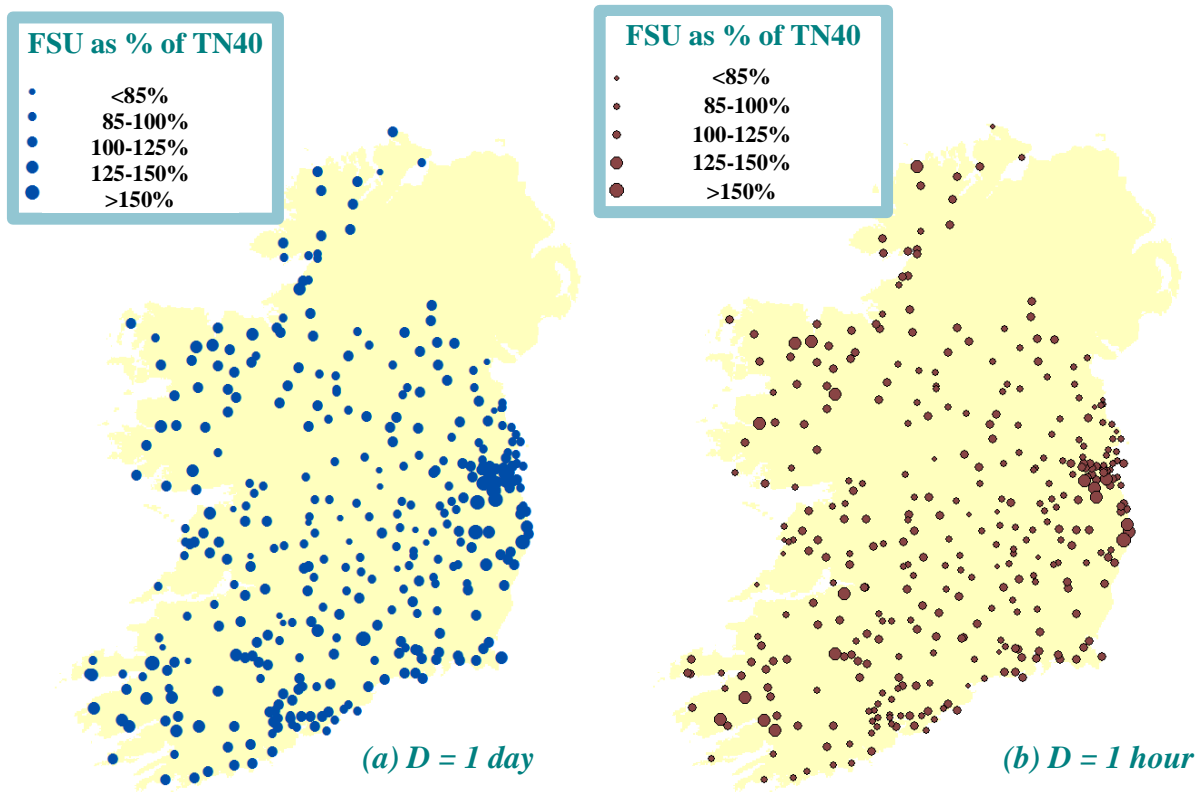 FSU as % of TN40
<85%
85-100%
100-125%
125-150%
>150%
(a) D = 1 day
FSU as % of TN40
<85%
85-100%
100-125%
125-150%
>150%
(b) D = 1 hour